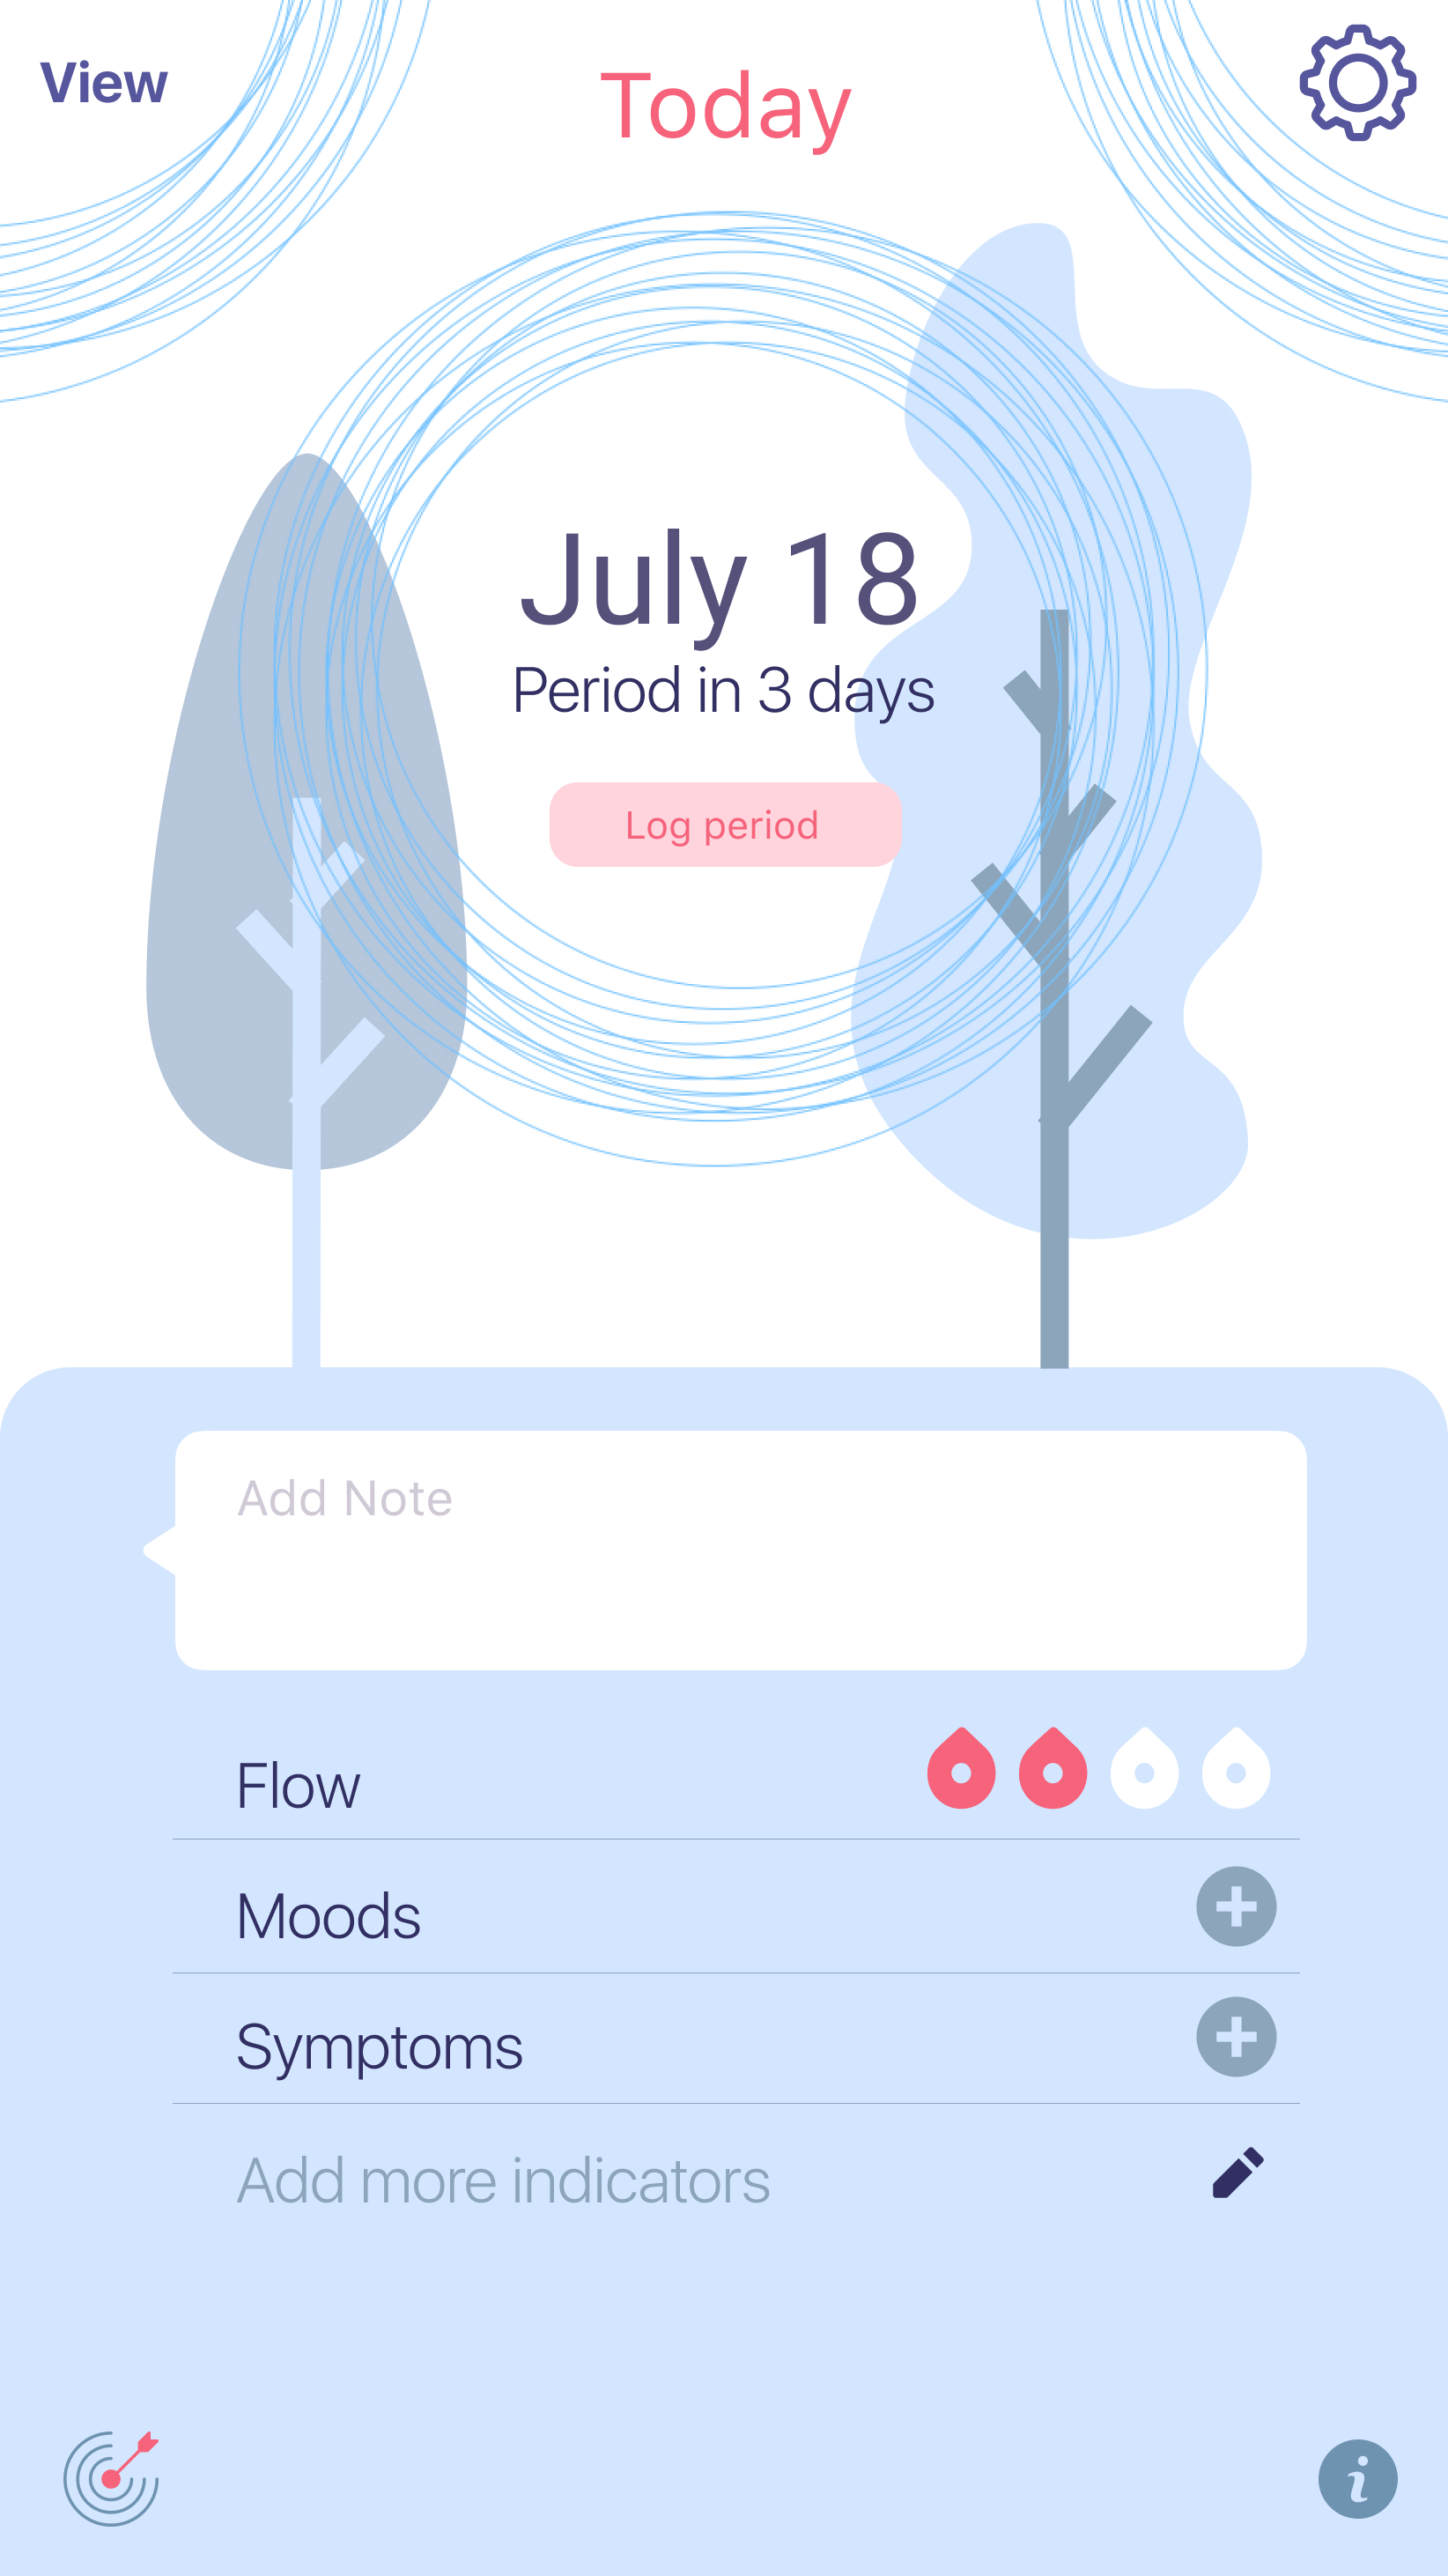 View
Today
July 18
Period in 3 days
Log period
Add Note
Flow
Moods
Symptoms
Add more indicators
i